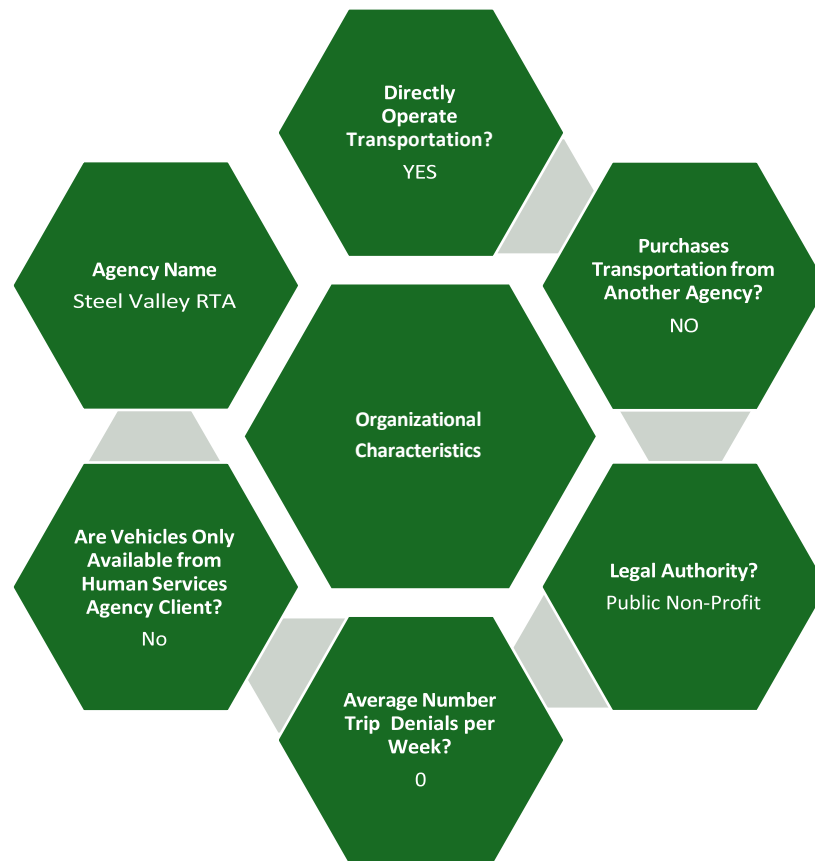 Directly
Operate
Transportation?
YES
Agency Name
Steel Valley RTA
Purchases
Transportation from
Another Agency?
NO
Organizational
Characteristics
Are Vehicles Only
Available from
Human Services
Agency Client?
No
Legal Authority?
Public Non-Profit
Average Number
Trip  Denials per
Week?
0